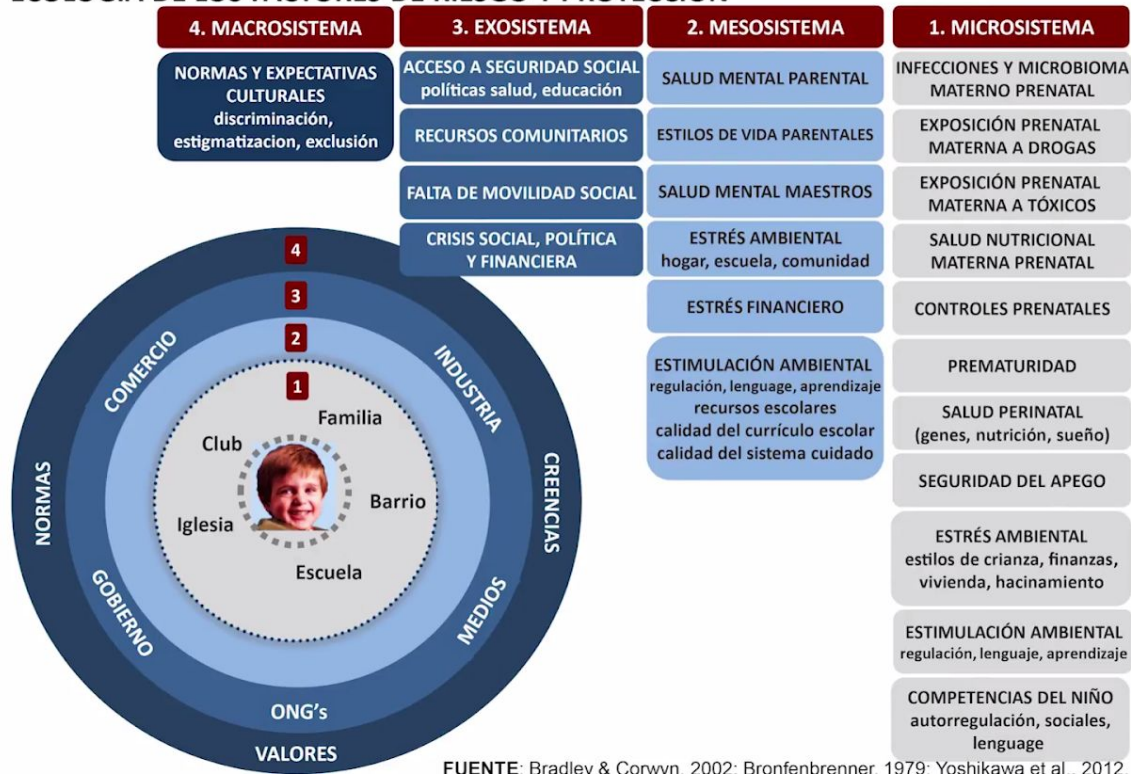 ECOLOGÍA DE LOS FACTORES DE RIESGO Y PROTECCIÓN
4. MACROSISTEMA
NORMAS Y EXPECTATIVAS
CULTURALES
discriminación,
estigmatizacion, exclusión
3. EXOSISTEMA
ACCESO A SEGURIDAD SOCIAL
políticas salud, educación
RECURSOS COMUNITARIOS
FALTA DE MOVILIDAD SOCIAL
CRISIS SOCIAL, POLÍTICA
Y FINANCIERA
2. MESOSISTEMA
SALUD MENTAL PARENTAL
ESTILOS DE VIDA PARENTALES
SALUD MENTAL MAESTROS
ESTRÉS AMBIENTAL
hogar, escuela, comunidad
ESTRÉS FINANCIERO
ESTIMULACIÓN AMBIENTAL
regulación, lenguage, aprendizaje
recursos escolares
calidad del currículo escolar
calidad del sistema cuidado
1. MICROSISTEMA
INFECCIONES Y MICROBIOMA
MATERNO PRENATAL
EXPOSICIÓN PRENATAL
MATERNA A DROGAS
EXPOSICIÓN PRENATAL
MATERNA A TÓXICOS
SALUD NUTRICIONAL
MATERNA PRENATAL
CONTROLES PRENATALES
PREMATURIDAD
SALUD PERINATAL
(genes, nutrición, sueño)
SEGURIDAD DEL APEGO
ESTRÉS AMBIENTAL
estilos de crianza, finanzas,
vivienda, hacinamiento
ESTIMULACIÓN AMBIENTAL
regulación, lenguaje, aprendizaje
COMPETENCIAS DEL NIÑO
autorregulación, sociales,
lenguage
4
3
2
1
COMERCIO
INDUSTRIA
NORMAS
CREENCIAS
GOBIERNO
MEDIOS
ONG's
VALORES
Familia
Club
Barrio
Iglesia
Escuela
FUENTE: Bradley & Corwyn, 2002; Bronfenbrenner, 1979; Yoshikawa et al., 2012